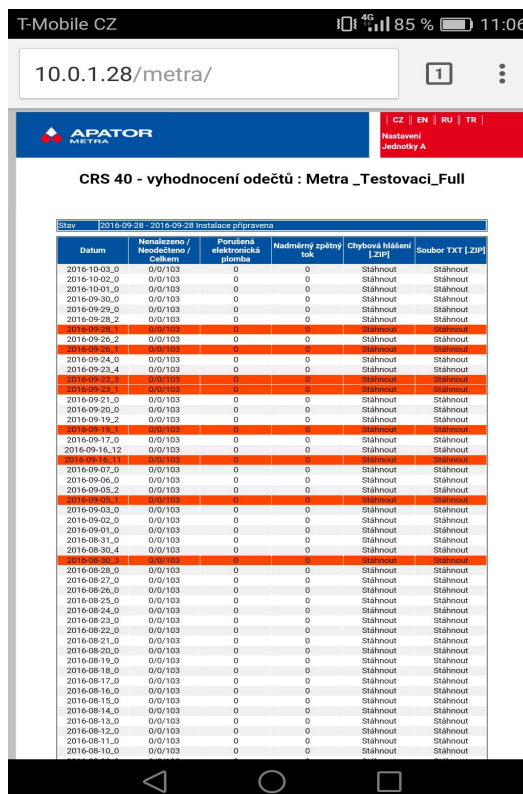 T-Mobile CZ 4G 85 % 11:06
10.0.1.28/metra/ 1
| CZ || EN || RU || TR |
APATOR
METRA
Nastavení
Jednotky A
CRS 40 - vyhodnocení odečtů : Metra _Testovaci_Full
Stav 2016-09-28 - 2016-09-28 Instalace připravena
Datum Nenalezeno / Neodečteno / Celkem Porušená elektronická plomba Nadměrný zpětný tok Chybová hlášení [.ZIP] Soubor TXT [.ZIP]
2016-10-03_0 0/0/103 0 0 Stáhnout Stáhnout
2016-10-02_0 0/0/103 0 0 Stáhnout Stáhnout
2016-10-01_0 0/0/103 0 0 Stáhnout Stáhnout
2016-09-30_0 0/0/103 0 0 Stáhnout Stáhnout
2016-09-29_0 0/0/103 0 0 Stáhnout Stáhnout
2016-09-28_2 0/0/103 0 0 Stáhnout Stáhnout
2016-09-28_1 0/0/103 0 0 Stáhnout Stáhnout
2016-09-26_2 0/0/103 0 0 Stáhnout Stáhnout
2016-09-26_1 0/0/103 0 0 Stáhnout Stáhnout
2016-09-24_0 0/0/103 0 0 Stáhnout Stáhnout
2016-09-23_4 0/0/103 0 0 Stáhnout Stáhnout
2016-09-23_3 0/0/103 0 0 Stáhnout Stáhnout
2016-09-23_1 0/0/103 0 0 Stáhnout Stáhnout
2016-09-21_0 0/0/103 0 0 Stáhnout Stáhnout
2016-09-20_0 0/0/103 0 0 Stáhnout Stáhnout
2016-09-19_2 0/0/103 0 0 Stáhnout Stáhnout
2016-09-19_1 0/0/103 0 0 Stáhnout Stáhnout
2016-09-17_0 0/0/103 0 0 Stáhnout Stáhnout
2016-09-16_12 0/0/103 0 0 Stáhnout Stáhnout
2016-09-16_11 0/0/103 0 0 Stáhnout Stáhnout
2016-09-07_0 0/0/103 0 0 Stáhnout Stáhnout
2016-09-06_0 0/0/103 0 0 Stáhnout Stáhnout
2016-09-05_2 0/0/103 0 0 Stáhnout Stáhnout
2016-09-05_1 0/0/103 0 0 Stáhnout Stáhnout
2016-09-03_0 0/0/103 0 0 Stáhnout Stáhnout
2016-09-02_0 0/0/103 0 0 Stáhnout Stáhnout
2016-09-01_0 0/0/103 0 0 Stáhnout Stáhnout
2016-08-31_0 0/0/103 0 0 Stáhnout Stáhnout
2016-08-30_4 0/0/103 0 0 Stáhnout Stáhnout
2016-08-30_3 0/0/103 0 0 Stáhnout Stáhnout
2016-08-28_0 0/0/103 0 0 Stáhnout Stáhnout
2016-08-27_0 0/0/103 0 0 Stáhnout Stáhnout
2016-08-26_0 0/0/103 0 0 Stáhnout Stáhnout
2016-08-25_0 0/0/103 0 0 Stáhnout Stáhnout
2016-08-24_0 0/0/103 0 0 Stáhnout Stáhnout
2016-08-23_0 0/0/103 0 0 Stáhnout Stáhnout
2016-08-22_0 0/0/103 0 0 Stáhnout Stáhnout
2016-08-21_0 0/0/103 0 0 Stáhnout Stáhnout
2016-08-20_0 0/0/103 0 0 Stáhnout Stáhnout
2016-08-19_0 0/0/103 0 0 Stáhnout Stáhnout
2016-08-18_0 0/0/103 0 0 Stáhnout Stáhnout
2016-08-17_0 0/0/103 0 0 Stáhnout Stáhnout
2016-08-16_0 0/0/103 0 0 Stáhnout Stáhnout
2016-08-15_0 0/0/103 0 0 Stáhnout Stáhnout
2016-08-14_0 0/0/103 0 0 Stáhnout Stáhnout
2016-08-13_0 0/0/103 0 0 Stáhnout Stáhnout
2016-08-12_0 0/0/103 0 0 Stáhnout Stáhnout
2016-08-11_0 0/0/103 0 0 Stáhnout Stáhnout
2016-08-10_0 0/0/103 0 0 Stáhnout Stáhnout